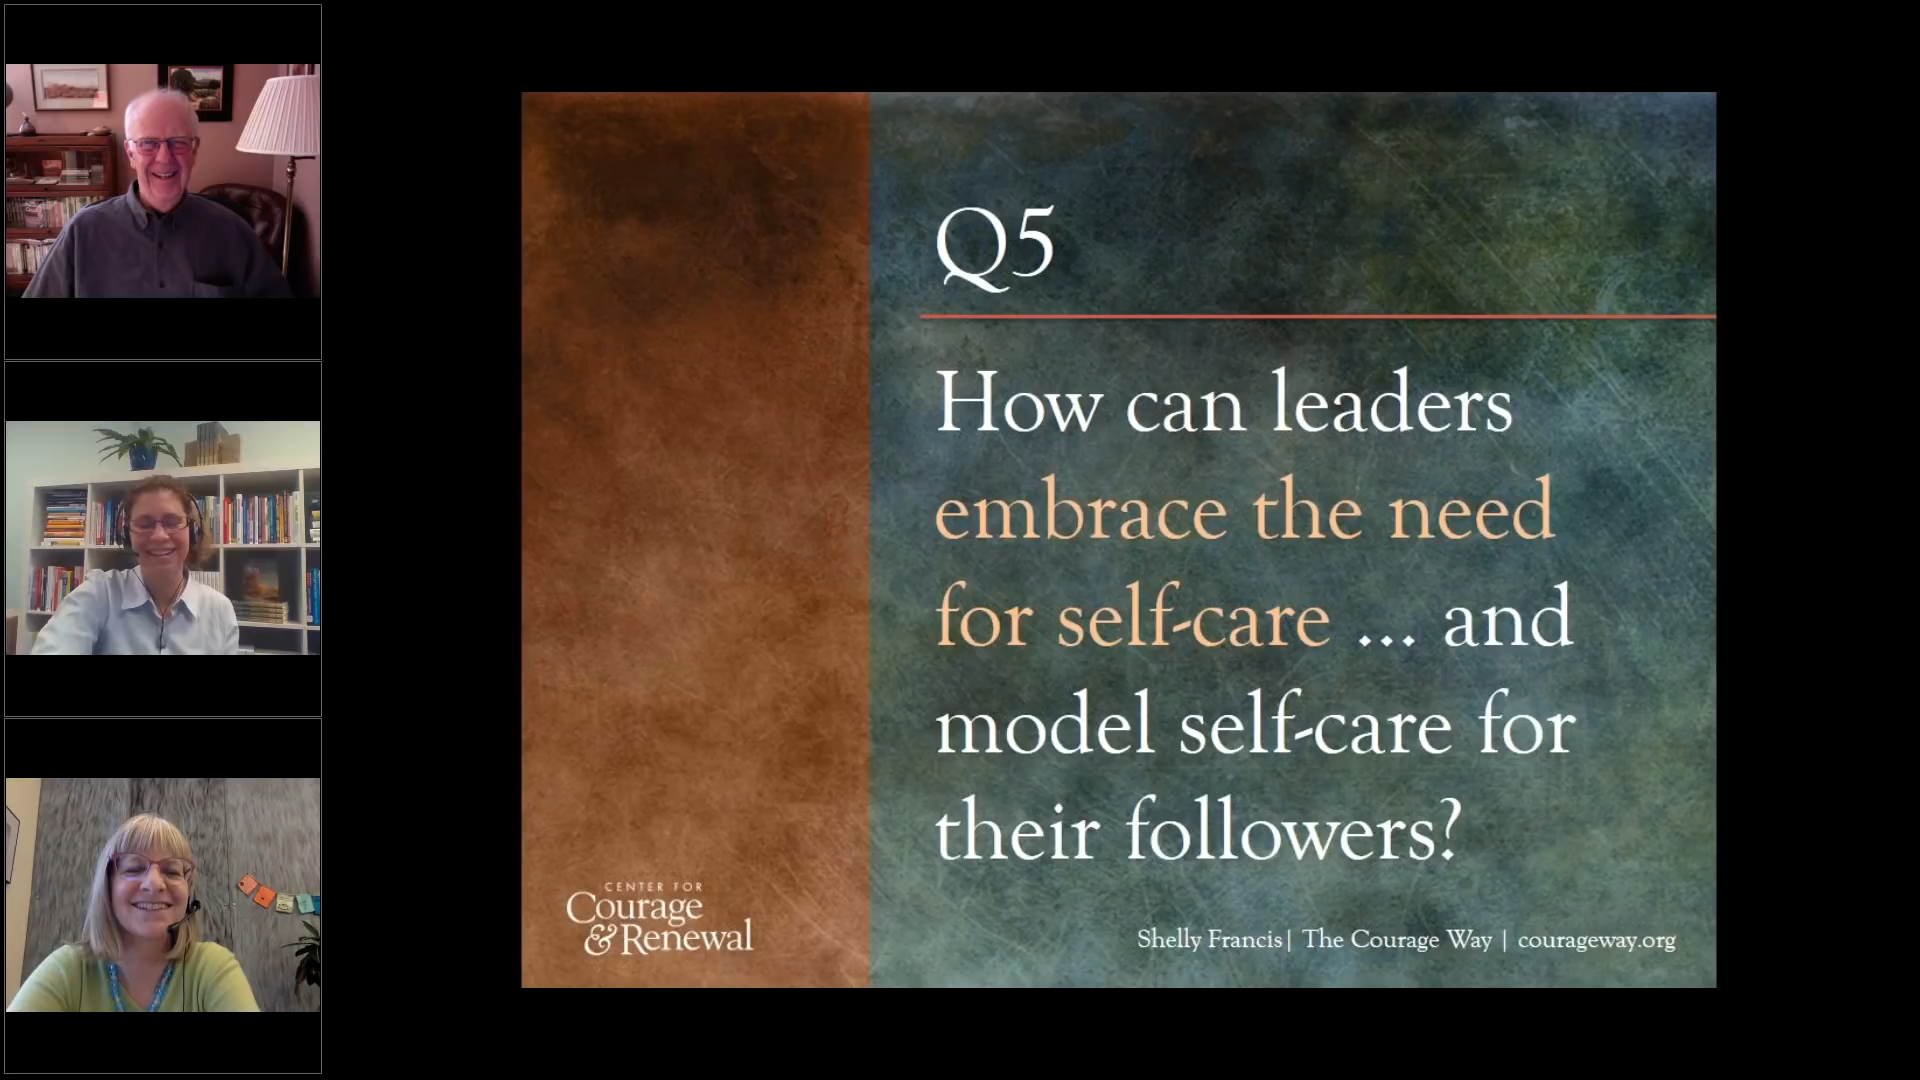 Q5
How can leaders
embrace the need
for self-care ... and
model self-care for
their followers?
CENTER FOR
Courage
& Renewal
Shelly Francis| The Courage Way | courageway.org